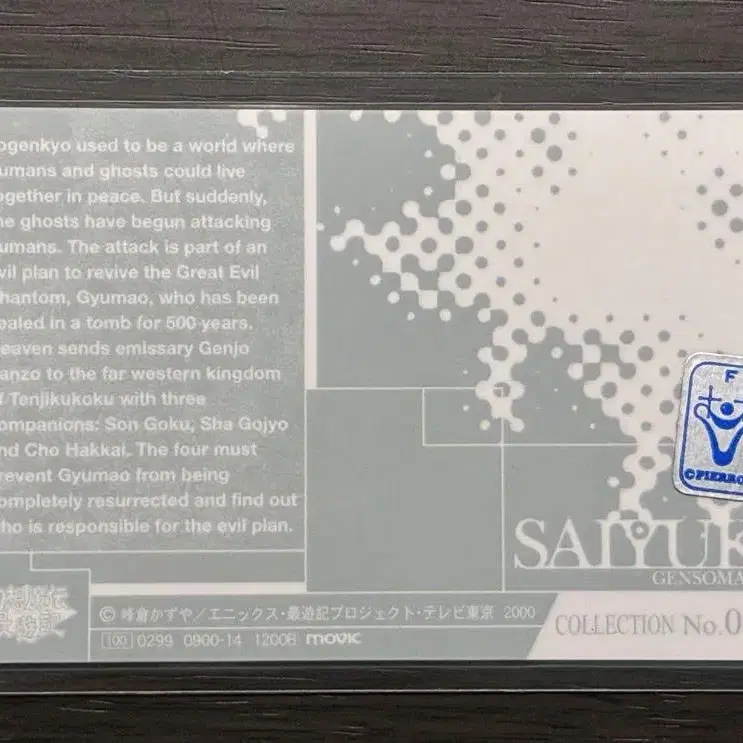 ogenkyo used to be a world where
umans and ghosts could live
ogether in peace. But suddenly,
he ghosts have begun attacking
umans. The attack is part of an
vil plan to revive the Great Evil
hantom, Gyumao, who has been
ealed in a tomb for 500 years.
eaven sends emissary Genjo
anzo to the far western kingdom
f Tenjikukoku with three
ompanions: Son Goku, Sha Gojyo
nd Cho Hakkai. The four must
revent Gyumao from being
ompletely resurrected and find out
ho is responsible for the evil plan.
F
©PIERRO
SAIYUK
GENSOMA
© 峰倉かずや／エニックス・最遊記プロジェクト・テレビ東京 2000
100 0299 0900-14 1200B movic
COLLECTION No.0